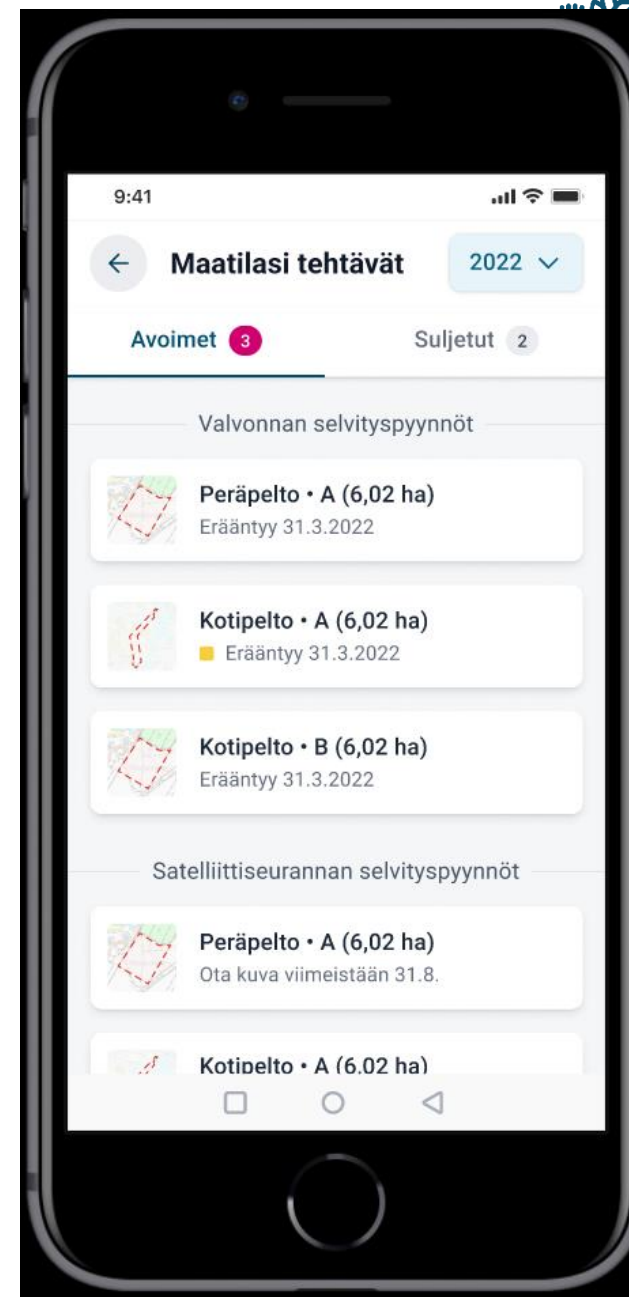 9:41
Maatilasi tehtävät
2022
Avoimet 3
Suljetut 2
Valvonnan selvityspyynnöt
Peräpelto • A (6,02 ha)
Erääntyy 31.3.2022
Kotipelto • A (6,02 ha)
Erääntyy 31.3.2022
Kotipelto • B (6,02 ha)
Erääntyy 31.3.2022
Satelliittiseurannan selvityspyynnöt
Peräpelto • A (6,02 ha)
Ota kuva viimeistään 31.8.
Kotipelto • A (6,02 ha)